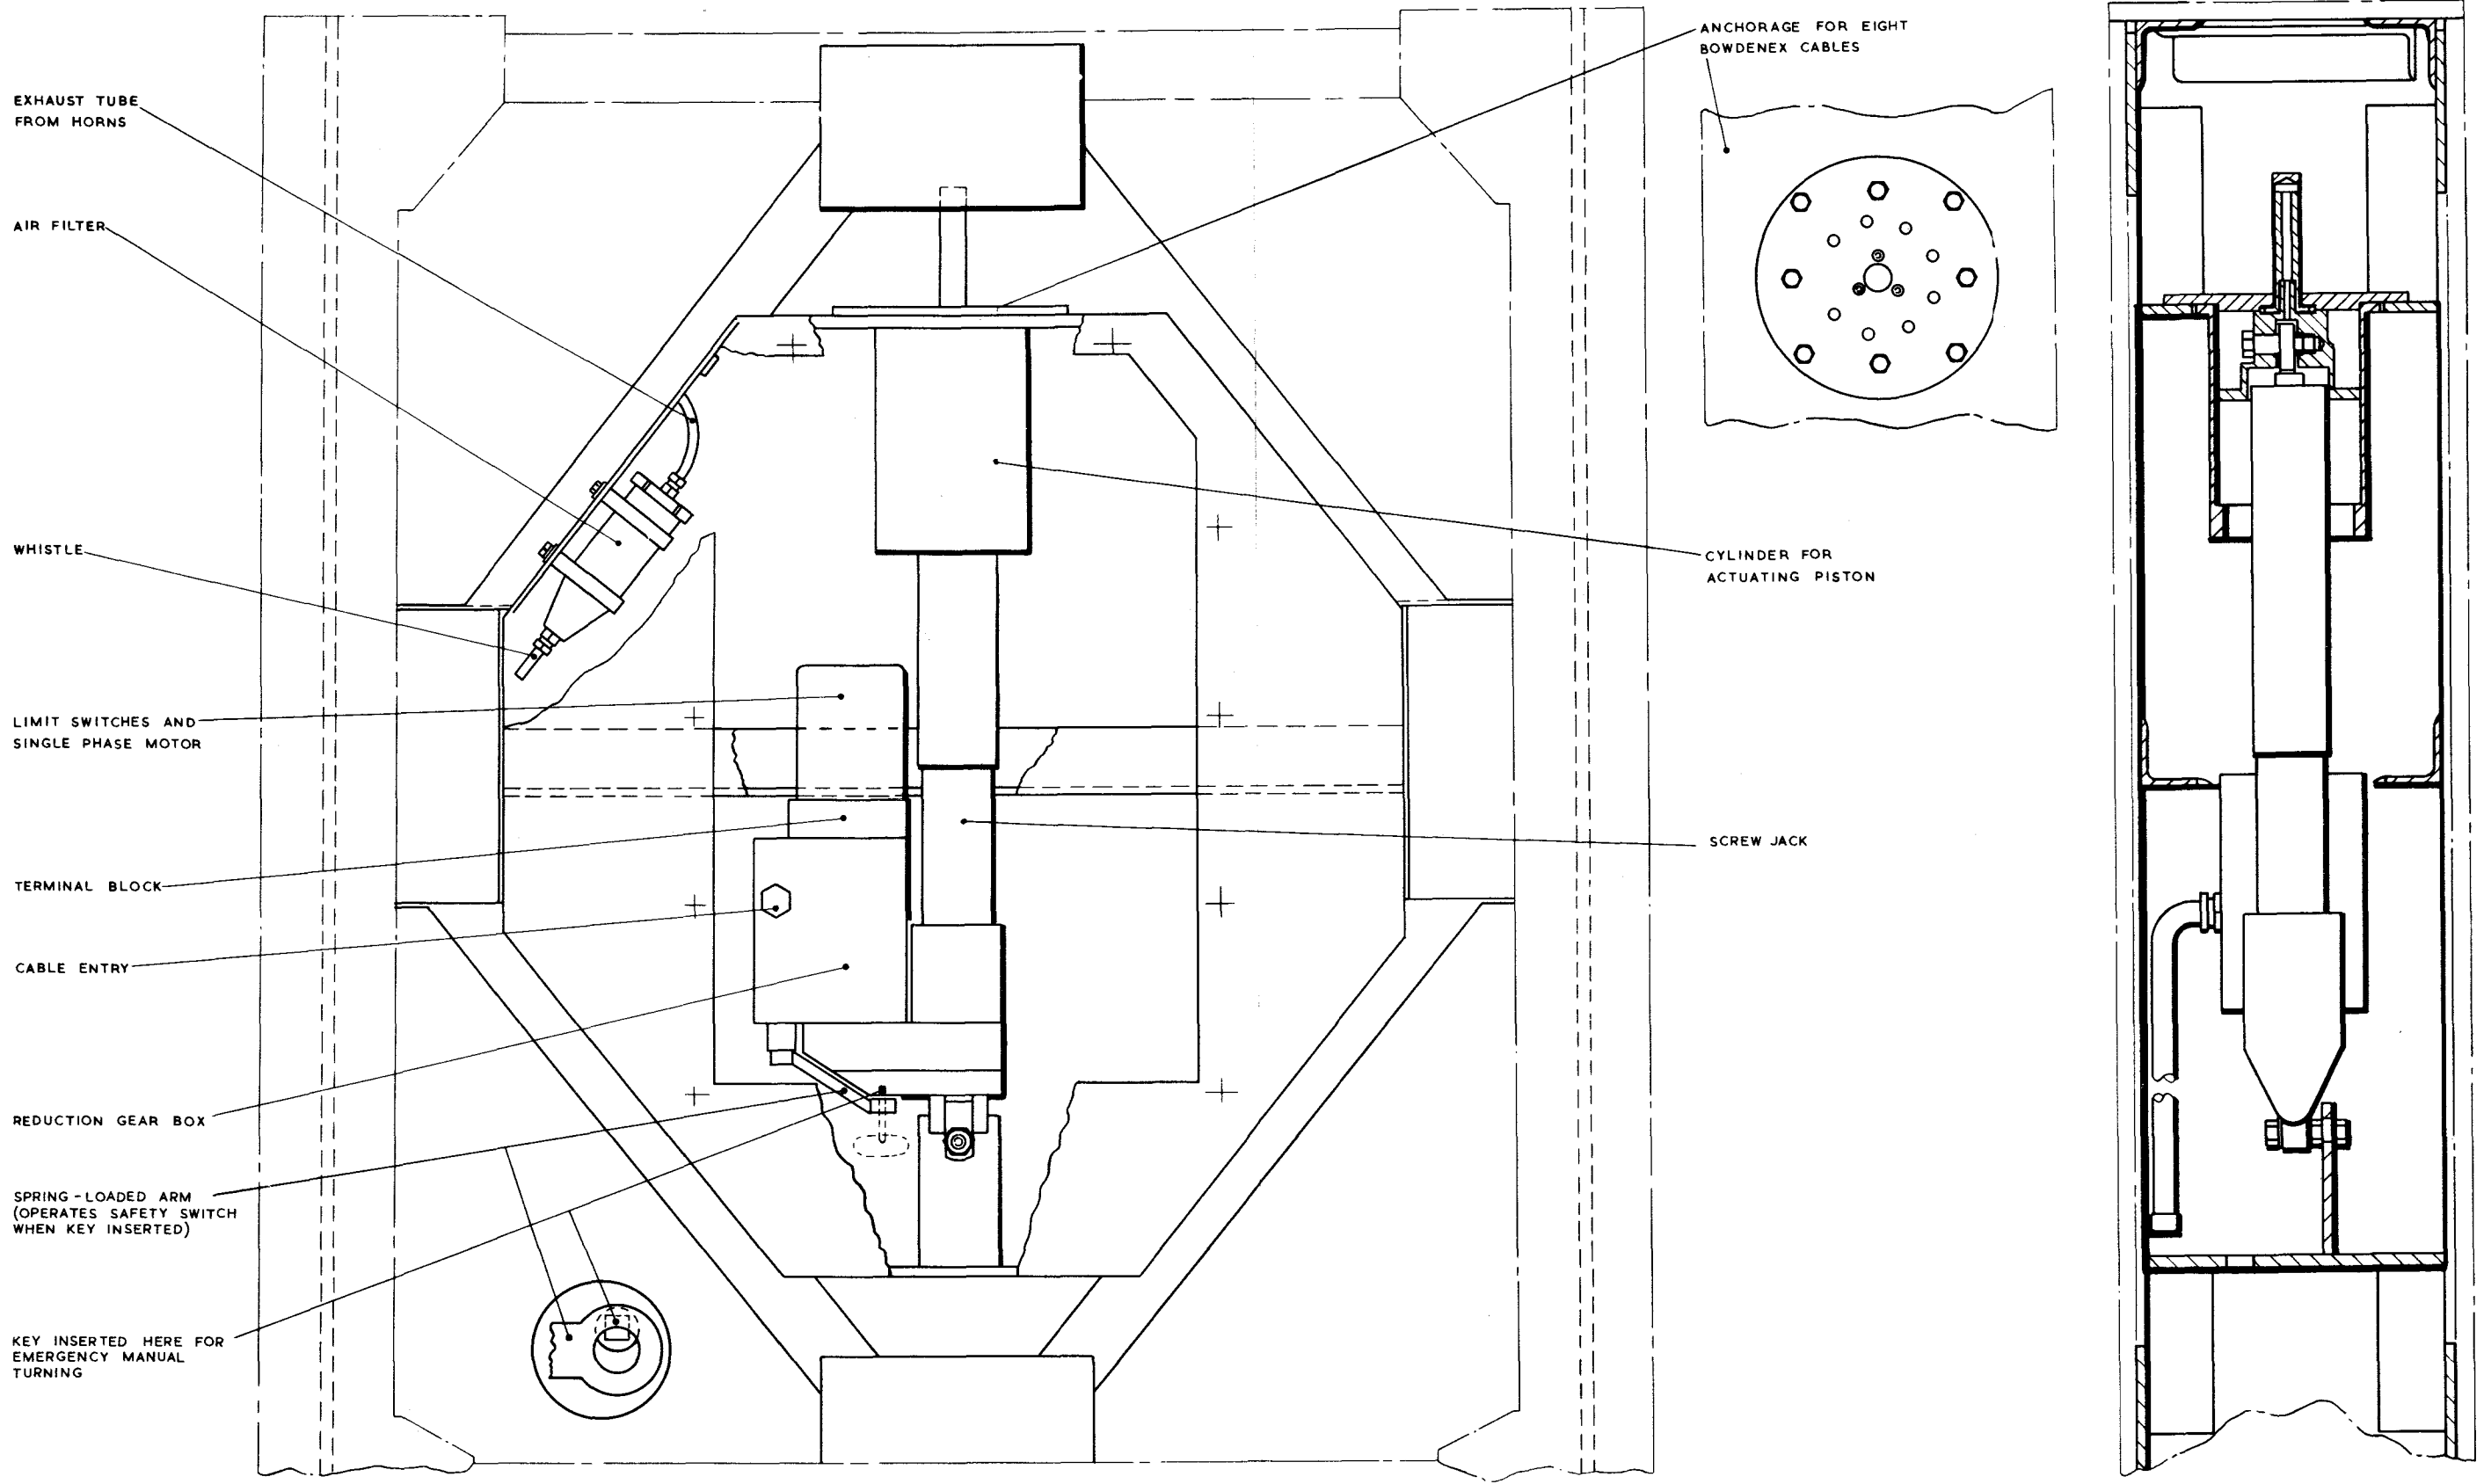 EXHAUST TUBE
FROM HORNS
AIR FILTER
WHISTLE
LIMIT SWITCHES AND
SINGLE PHASE MOTOR
TERMINAL BLOCK
CABLE ENTRY
REDUCTION GEAR BOX
SPRING-LOADED ARM
(OPERATES SAFETY SWITCH
WHEN KEY INSERTED)
KEY INSERTED HERE FOR
EMERGENCY MANUAL
TURNING
ANCHORAGE FOR EIGHT
BOWDENEX CABLES
CYLINDER FOR
ACTUATING PISTON
SCREW JACK